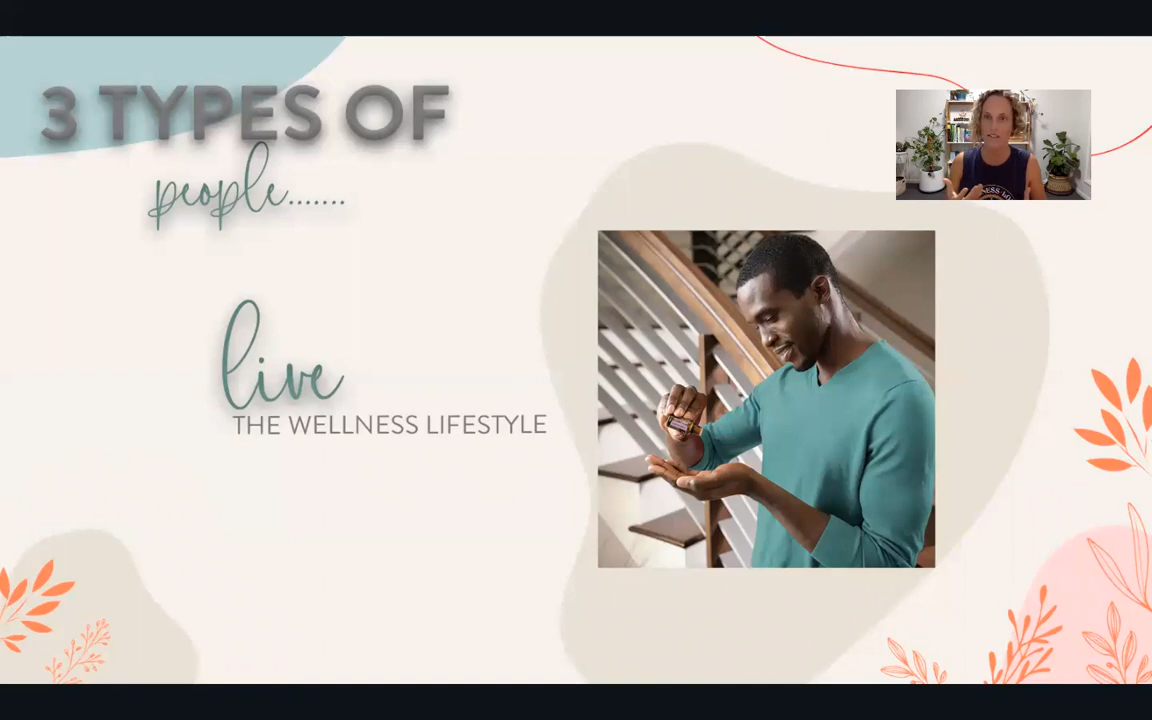 3 TYPES OF
people.......
live
THE WELLNESS LIFESTYLE